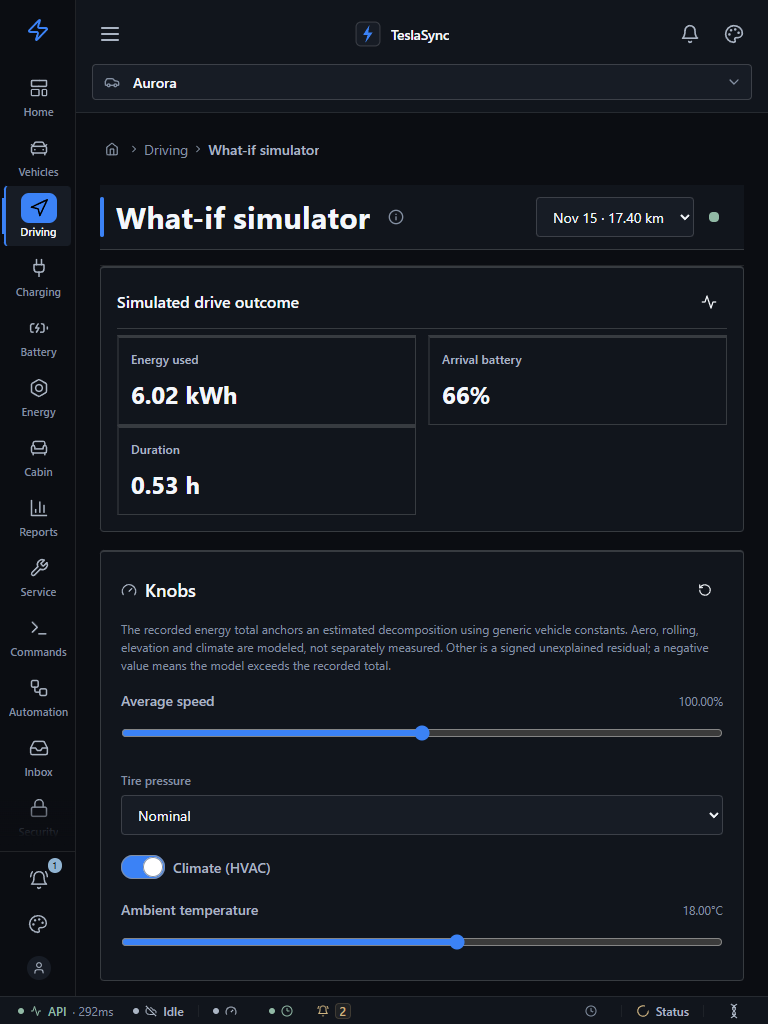 TeslaSync
Aurora
Home
Vehicles
Driving
Charging
Battery
Energy
Cabin
Reports
Service
Commands
Automation
Inbox
Security
1
Driving > What-if simulator
What-if simulator
Nov 15 · 17.40 km
Simulated drive outcome
Energy used
6.02 kWh
Arrival battery
66%
Duration
0.53 h
Knobs
The recorded energy total anchors an estimated decomposition using generic vehicle constants. Aero, rolling,
elevation and climate are modeled, not separately measured. Other is a signed unexplained residual; a negative
value means the model exceeds the recorded total.
Average speed
100.00%
Tire pressure
Nominal
Climate (HVAC)
Ambient temperature
18.00°C
API · 292ms
Idle
2
Status